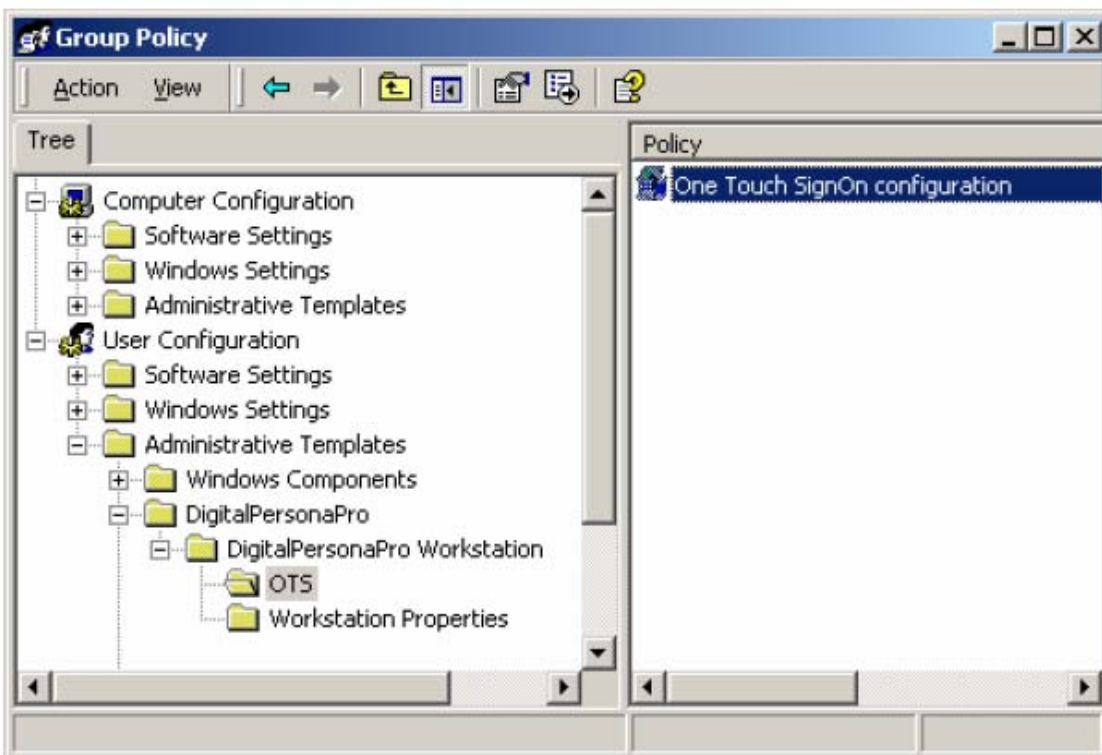 Group Policy
Action View
Tree
Policy
Computer Configuration
One Touch SignOn configuration
Software Settings
Windows Settings
Administrative Templates
User Configuration
Software Settings
Windows Settings
Administrative Templates
Windows Components
DigitalPersonaPro
DigitalPersonaPro Workstation
OTS
Workstation Properties